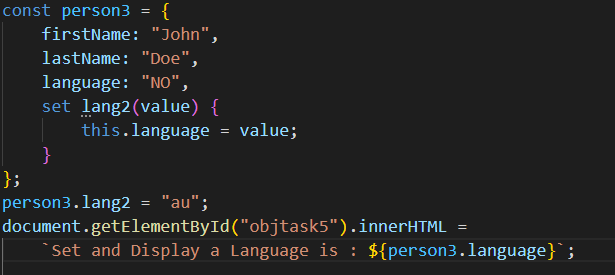 const person3 = {
    firstName: "John",
    lastName: "Doe",
    language: "NO",
    set lang2(value) {
        this.language = value;
    }
};
person3.lang2 = "au";
document.getElementById("objtask5").innerHTML =
    `Set and Display a Language is : ${person3.language}`;